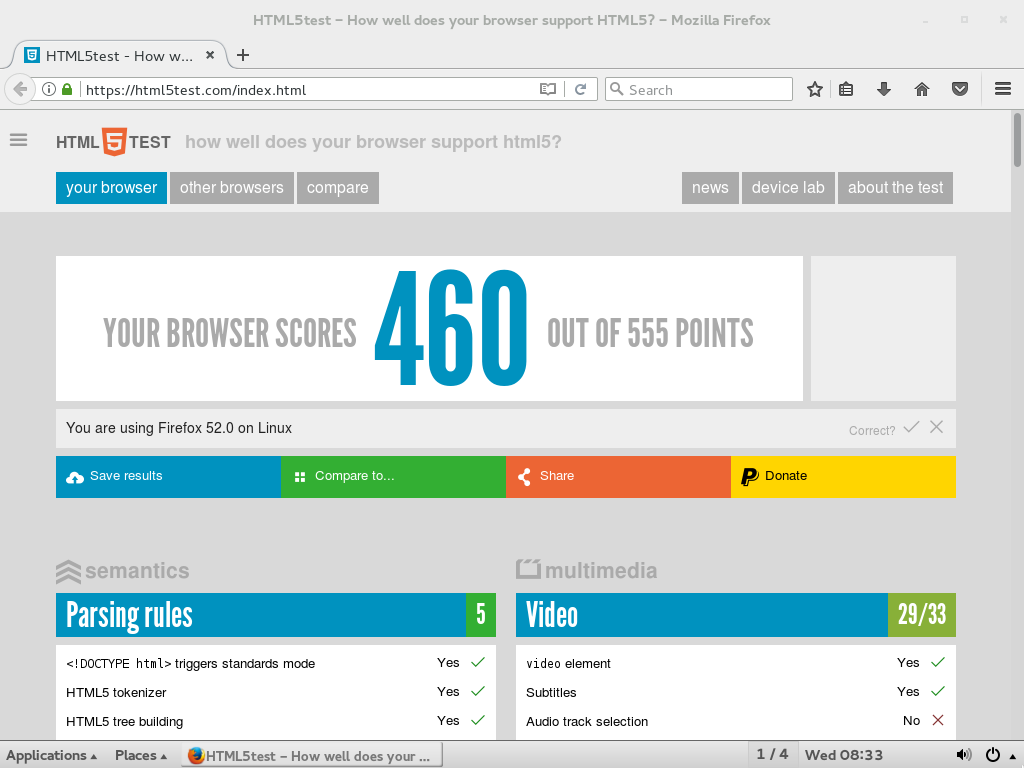 HTML5test – How well does your browser support HTML5? – Mozilla Firefox
HTML5test - How w...
https://html5test.com/index.html
Search
HTML 5 TEST how well does your browser support html5?
your browser other browsers compare news device lab about the test
YOUR BROWSER SCORES 460 OUT OF 555 POINTS
You are using Firefox 52.0 on Linux Correct?
Save results Compare to... Share Donate
semantics
Parsing rules 5
<!DOCTYPE html> triggers standards mode Yes
HTML5 tokenizer Yes
HTML5 tree building Yes
multimedia
Video 29/33
video element Yes
Subtitles Yes
Audio track selection No
Applications Places HTML5test – How well does your ... 1 / 4 Wed 08:33